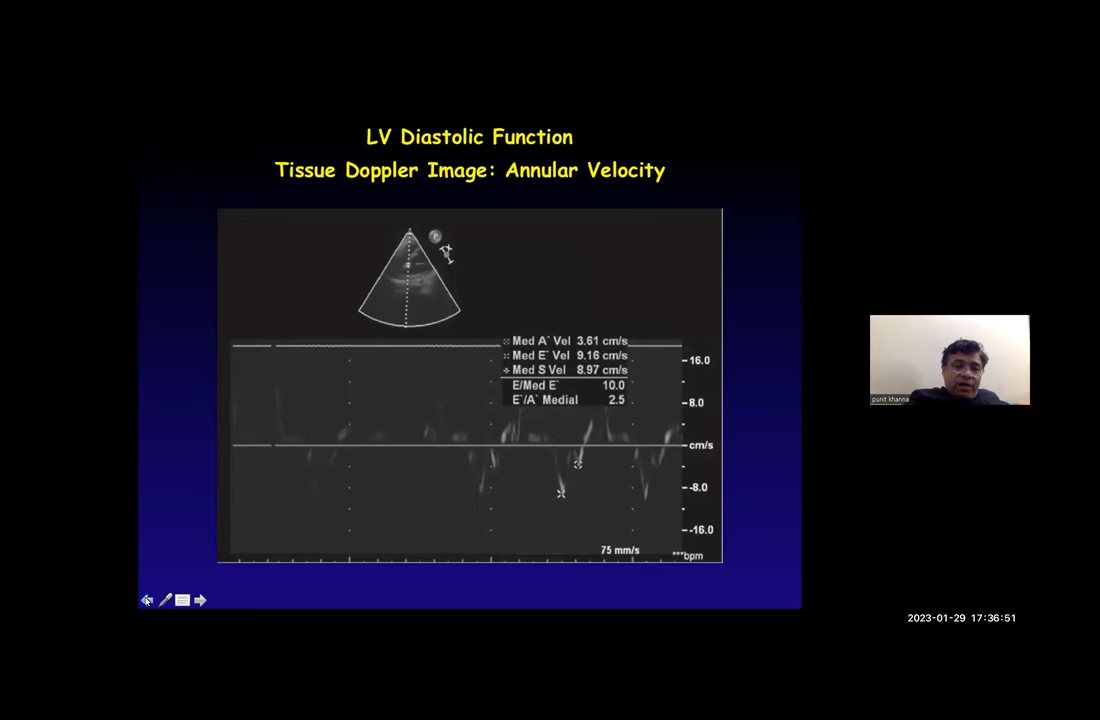 LV Diastolic Function
Tissue Doppler Image: Annular Velocity
P
Med A' Vel 3.61 cm/s
Med E' Vel 9.16 cm/s
Med S Vel 8.97 cm/s
E/Med E' 10.0
E'/A' Medial 2.5
16.0
8.0
cm/s
-8.0
-16.0
75 mm/s
***bpm
punit khanna
2023-01-29 17:36:51